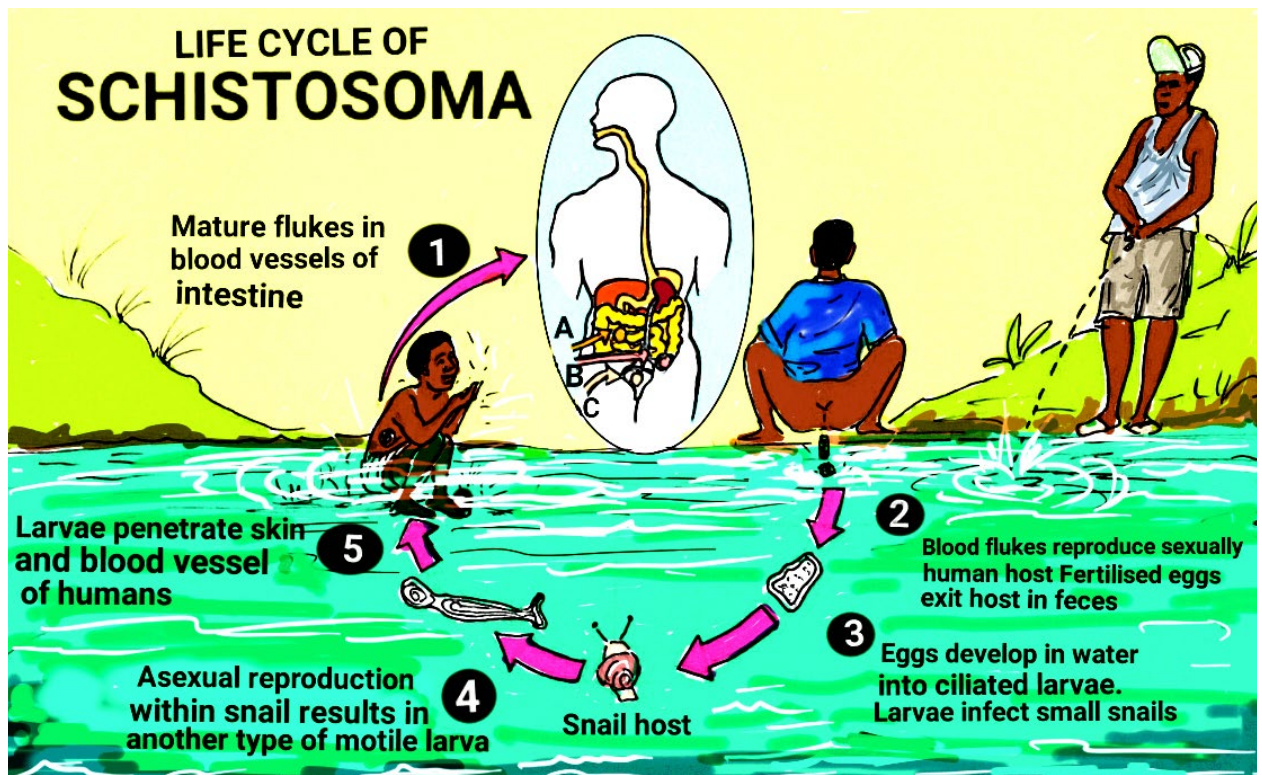 LIFE CYCLE OF
SCHISTOSOMA
Mature flukes in
blood vessels of
intestine
1
A
B
C
2
Blood flukes reproduce sexually
human host Fertilised eggs
exit host in feces
3
Eggs develop in water
into ciliated larvae.
Larvae infect small snails
Snail host
4
Asexual reproduction
within snail results in
another type of motile larva
5
Larvae penetrate skin
and blood vessel
of humans